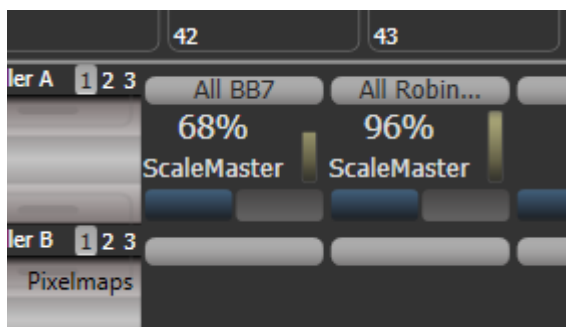 42 43
ler A 1 2 3
All BB7 All Robin...
68% 96%
ScaleMaster ScaleMaster
ler B 1 2 3
Pixelmaps